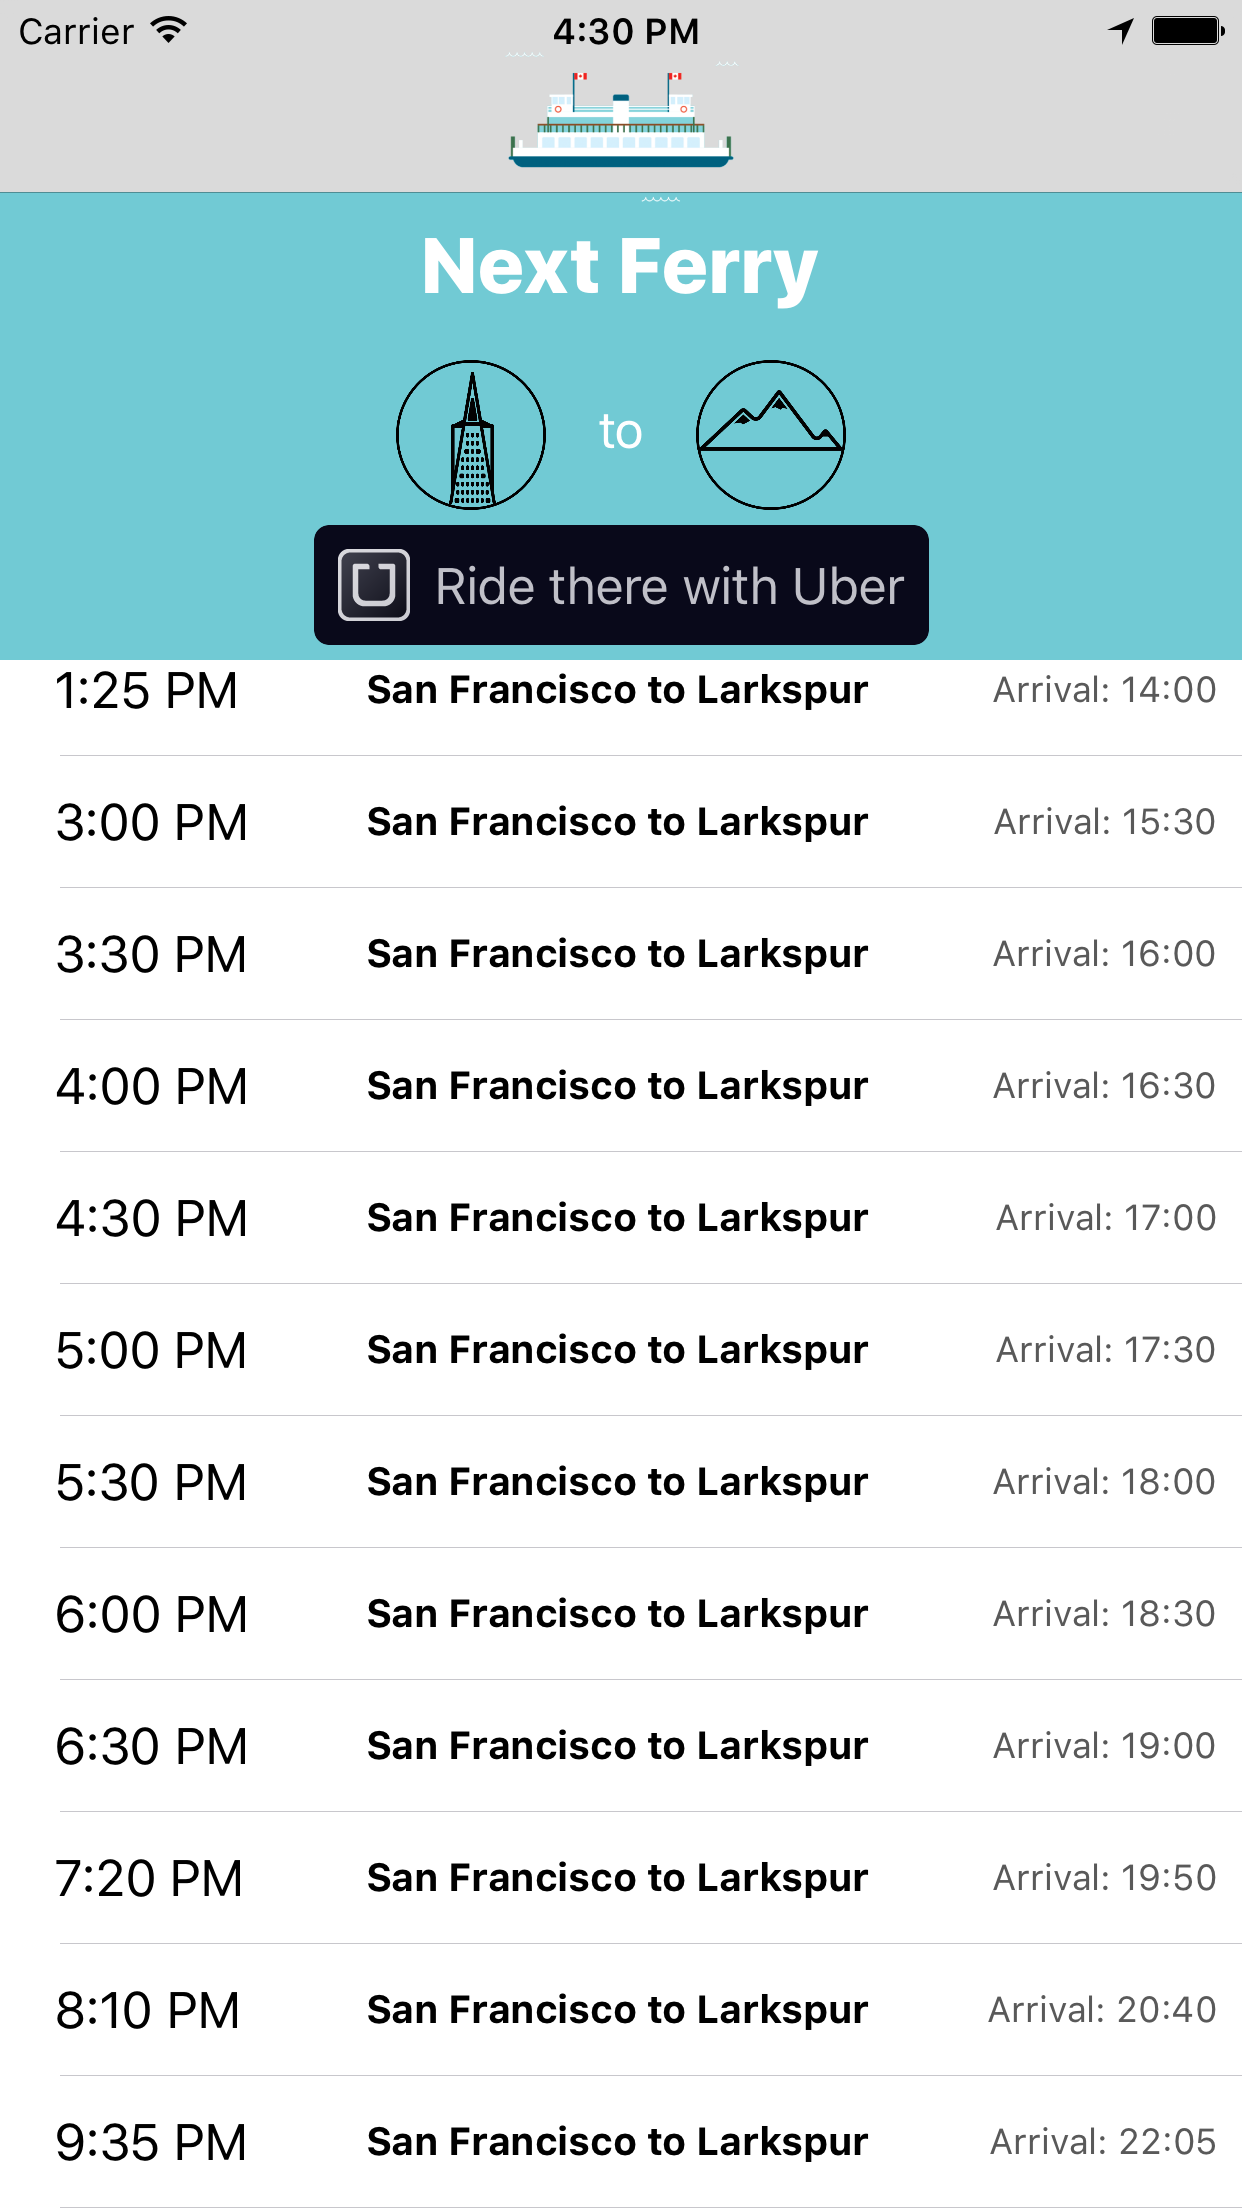 Carrier 4:30 PM
Next Ferry
to
Ride there with Uber
1:25 PM San Francisco to Larkspur Arrival: 14:00
3:00 PM San Francisco to Larkspur Arrival: 15:30
3:30 PM San Francisco to Larkspur Arrival: 16:00
4:00 PM San Francisco to Larkspur Arrival: 16:30
4:30 PM San Francisco to Larkspur Arrival: 17:00
5:00 PM San Francisco to Larkspur Arrival: 17:30
5:30 PM San Francisco to Larkspur Arrival: 18:00
6:00 PM San Francisco to Larkspur Arrival: 18:30
6:30 PM San Francisco to Larkspur Arrival: 19:00
7:20 PM San Francisco to Larkspur Arrival: 19:50
8:10 PM San Francisco to Larkspur Arrival: 20:40
9:35 PM San Francisco to Larkspur Arrival: 22:05